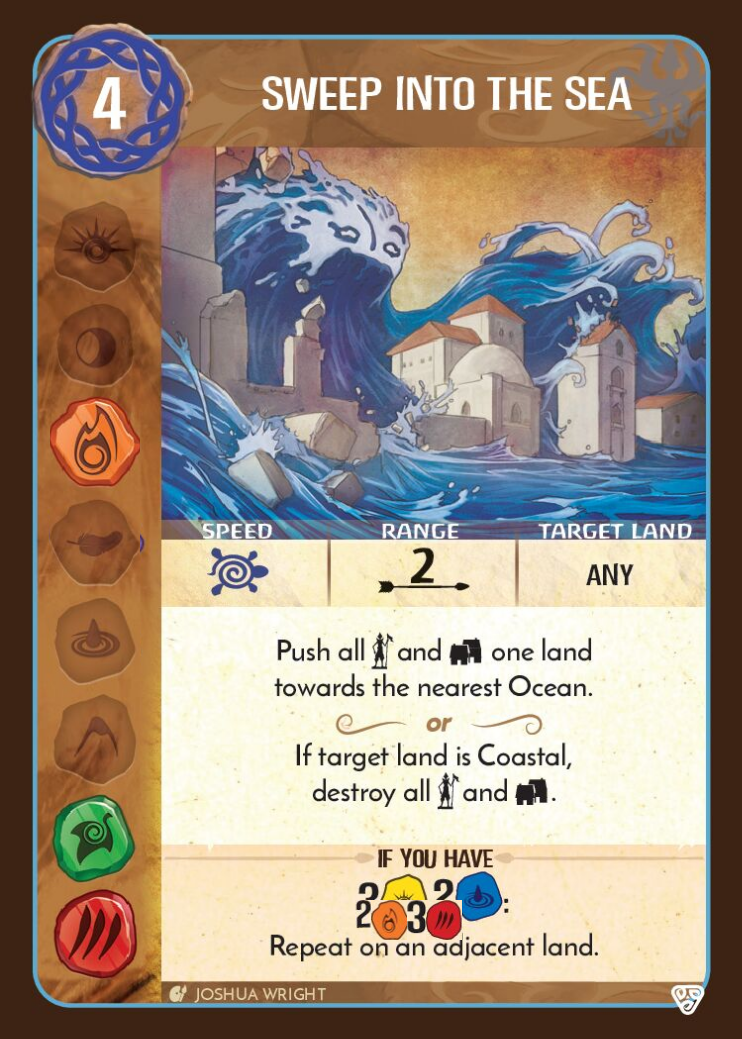 4
SWEEP INTO THE SEA
SPEED RANGE TARGET LAND
2 ANY
Push all and one land
towards the nearest Ocean.
or
If target land is Coastal,
destroy all and .
IF YOU HAVE
2 3 :
Repeat on an adjacent land.
JOSHUA WRIGHT